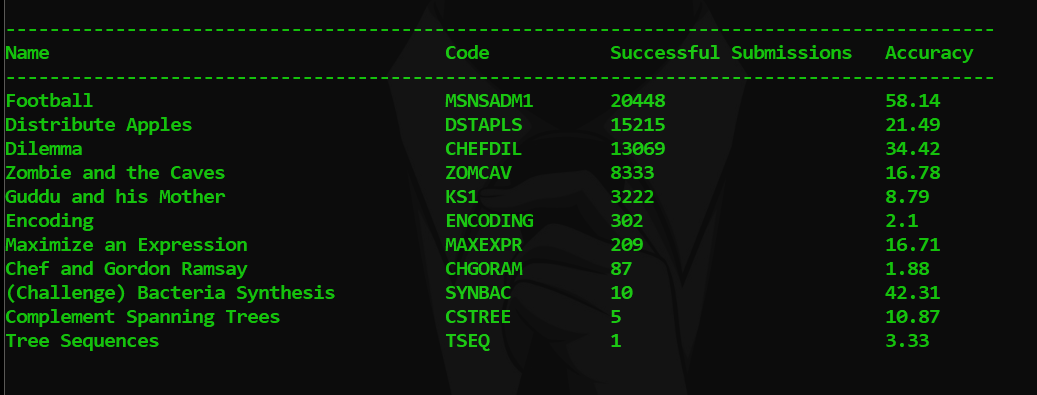 ------------------------------------------------------------------------------------------
Name Code Successful Submissions Accuracy
------------------------------------------------------------------------------------------
Football MSNSADM1 20448 58.14
Distribute Apples DSTAPLS 15215 21.49
Dilemma CHEFDIL 13069 34.42
Zombie and the Caves ZOMCAV 8333 16.78
Guddu and his Mother KS1 3222 8.79
Encoding ENCODING 302 2.1
Maximize an Expression MAXEXPR 209 16.71
Chef and Gordon Ramsay CHGORAM 87 1.88
(Challenge) Bacteria Synthesis SYNBAC 10 42.31
Complement Spanning Trees CSTREE 5 10.87
Tree Sequences TSEQ 1 3.33